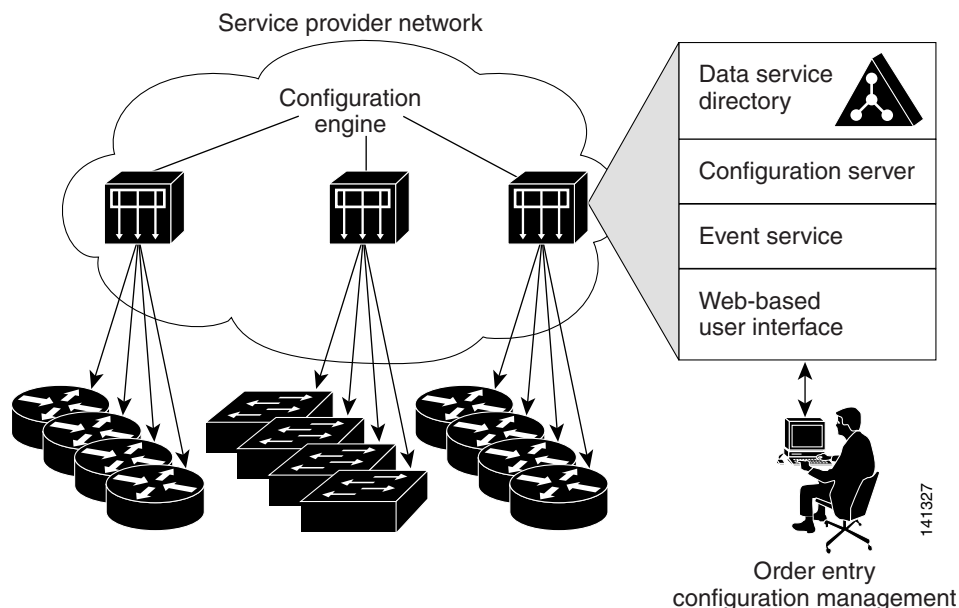 Service provider network
Configuration
engine
Data service
directory
Configuration server
Event service
Web-based
user interface
141327
Order entry
configuration management